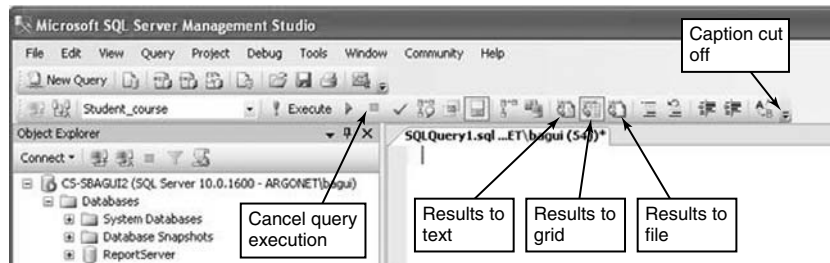 Microsoft SQL Server Management Studio
File Edit View Query Project Debug Tools Window Community Help
Caption cut
off
New Query
Student_course
Execute
Object Explorer
SQLQuery1.sql ...ET\bagui (54))*
Connect
CS-SBAGUI2 (SQL Server 10.0.1600 - ARGONET\bagui)
Databases
System Databases
Database Snapshots
ReportServer
Cancel query
execution
Results to
text
Results to
grid
Results to
file